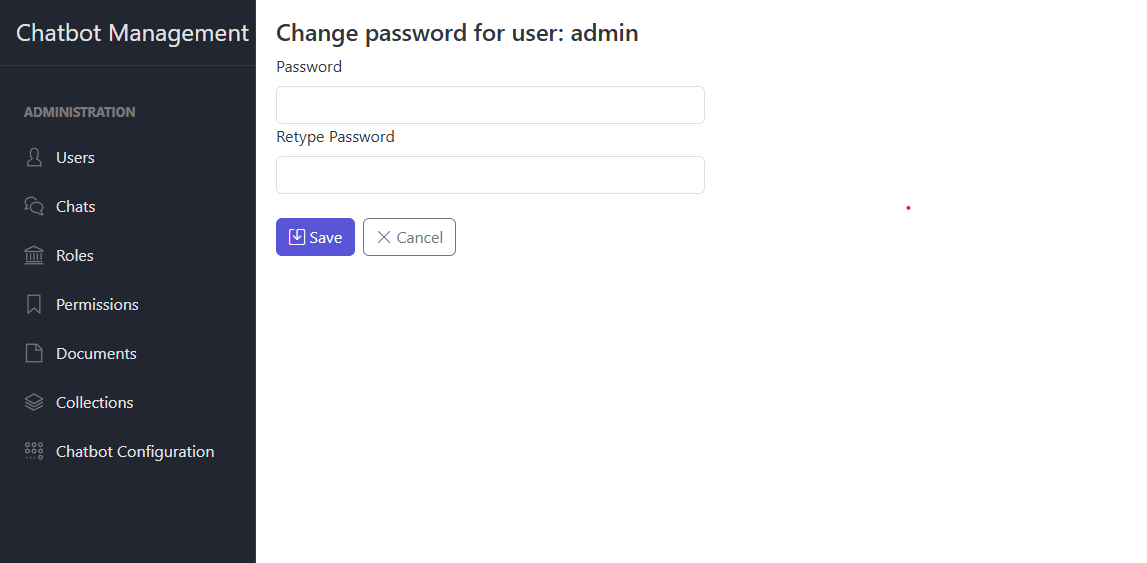 Chatbot Management
ADMINISTRATION
Users
Chats
Roles
Permissions
Documents
Collections
Chatbot Configuration
Change password for user: admin
Password
Retype Password
Save
Cancel